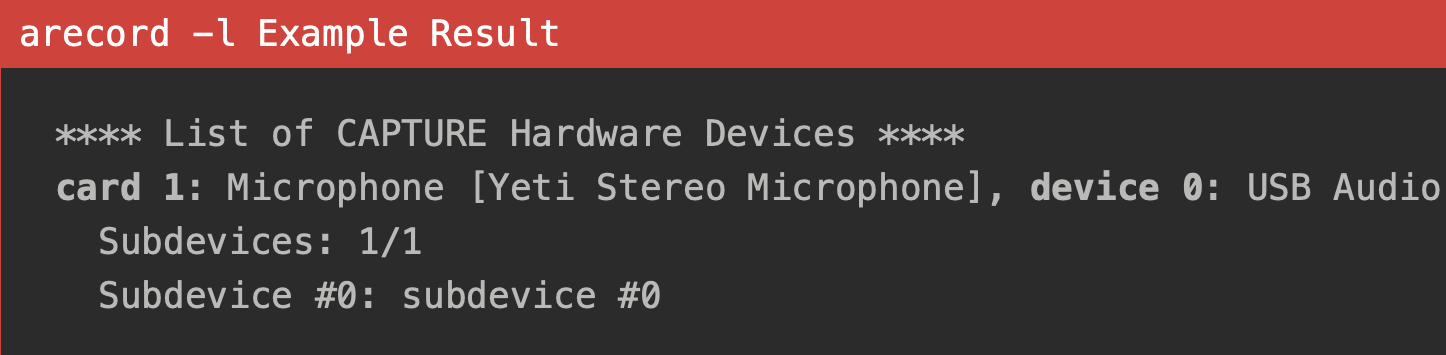 arecord -l Example Result
**** List of CAPTURE Hardware Devices ****
card 1: Microphone [Yeti Stereo Microphone], device 0: USB Audio
Subdevices: 1/1
Subdevice #0: subdevice #0